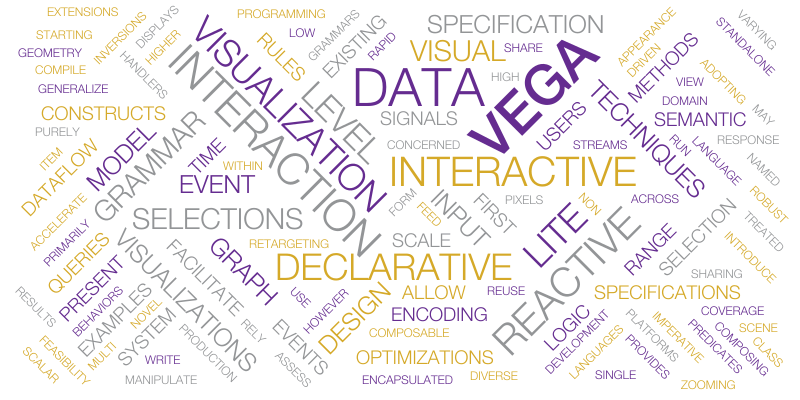 EXTENSIONS
STARTING
GEOMETRY
COMPILE
GENERALIZE
INVERSIONS
DISPLAYS
HIGHER
HANDLERS
PROGRAMMING
LOW
GRAMMARS
RULES
EXISTING
RAPID
SPECIFICATION
VISUAL
SHARE
HIGH
DATA
VEGA
VISUALIZATION
INTERACTION
LEVEL
SIGNALS
CONCERNED
USERS
STREAMS
TECHNIQUES
METHODS
APPEARANCE
DRIVEN
VARYING
STANDALONE
VIEW
ADOPTING
DOMAIN
MAY
SEMANTIC
RUN
LANGUAGE
RESPONSE
NAMED
ROBUST
CONSTRUCTS
PURELY
ITEM
DATAFLOW
MODEL
GRAMMAR
TIME
WITHIN
EVENT
INTERACTIVE
FORM
FEED
INPUT
FIRST
PIXELS
NON
ACROSS
ACCELERATE
PRIMARILY
SELECTIONS
RETARGETING
SCALE
LITE
REACTIVE
RANGE
SELECTION
TREATED
INTRODUCE
QUERIES
PRESENT
VISUALIZATIONS
FACILITATE
GRAPH
DECLARATIVE
SHARING
RESULTS
BEHAVIORS
EXAMPLES
NOVEL
SYSTEM
RELY
USE
HOWEVER
DESIGN
ALLOW
REUSE
ENCODING
COMPOSABLE
SPECIFICATIONS
LOGIC
DEVELOPMENT
PLATFORMS
IMPERATIVE
COVERAGE
COMPOSING
PREDICATES
SCENE
CLASS
FEASIBILITY
SCALAR
MULTI
WRITE
PRODUCTION
MANIPULATE
EVENTS
ASSESS
OPTIMIZATIONS
ENCAPSULATED
DIVERSE
LANGUAGES
SINGLE
PROVIDES
ZOOMING